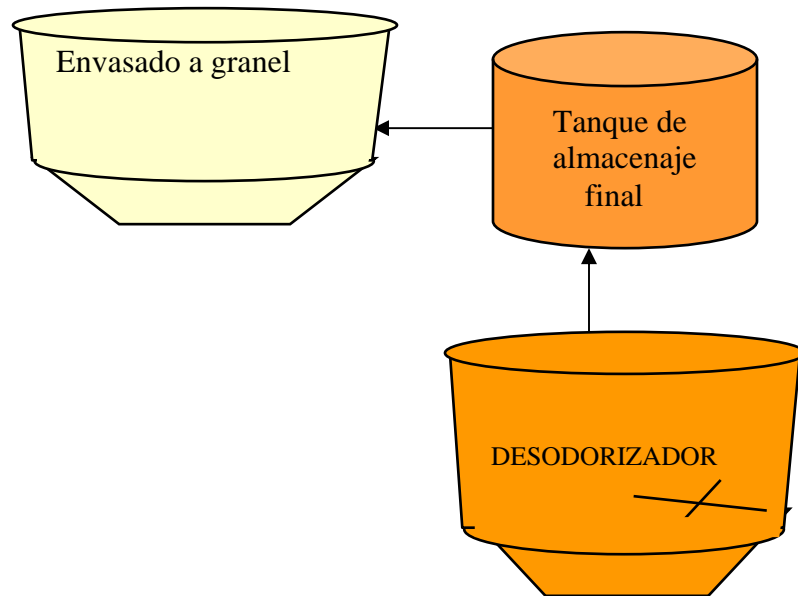 Envasado a granel
Tanque de
almacenaje
final
DESODORIZADOR